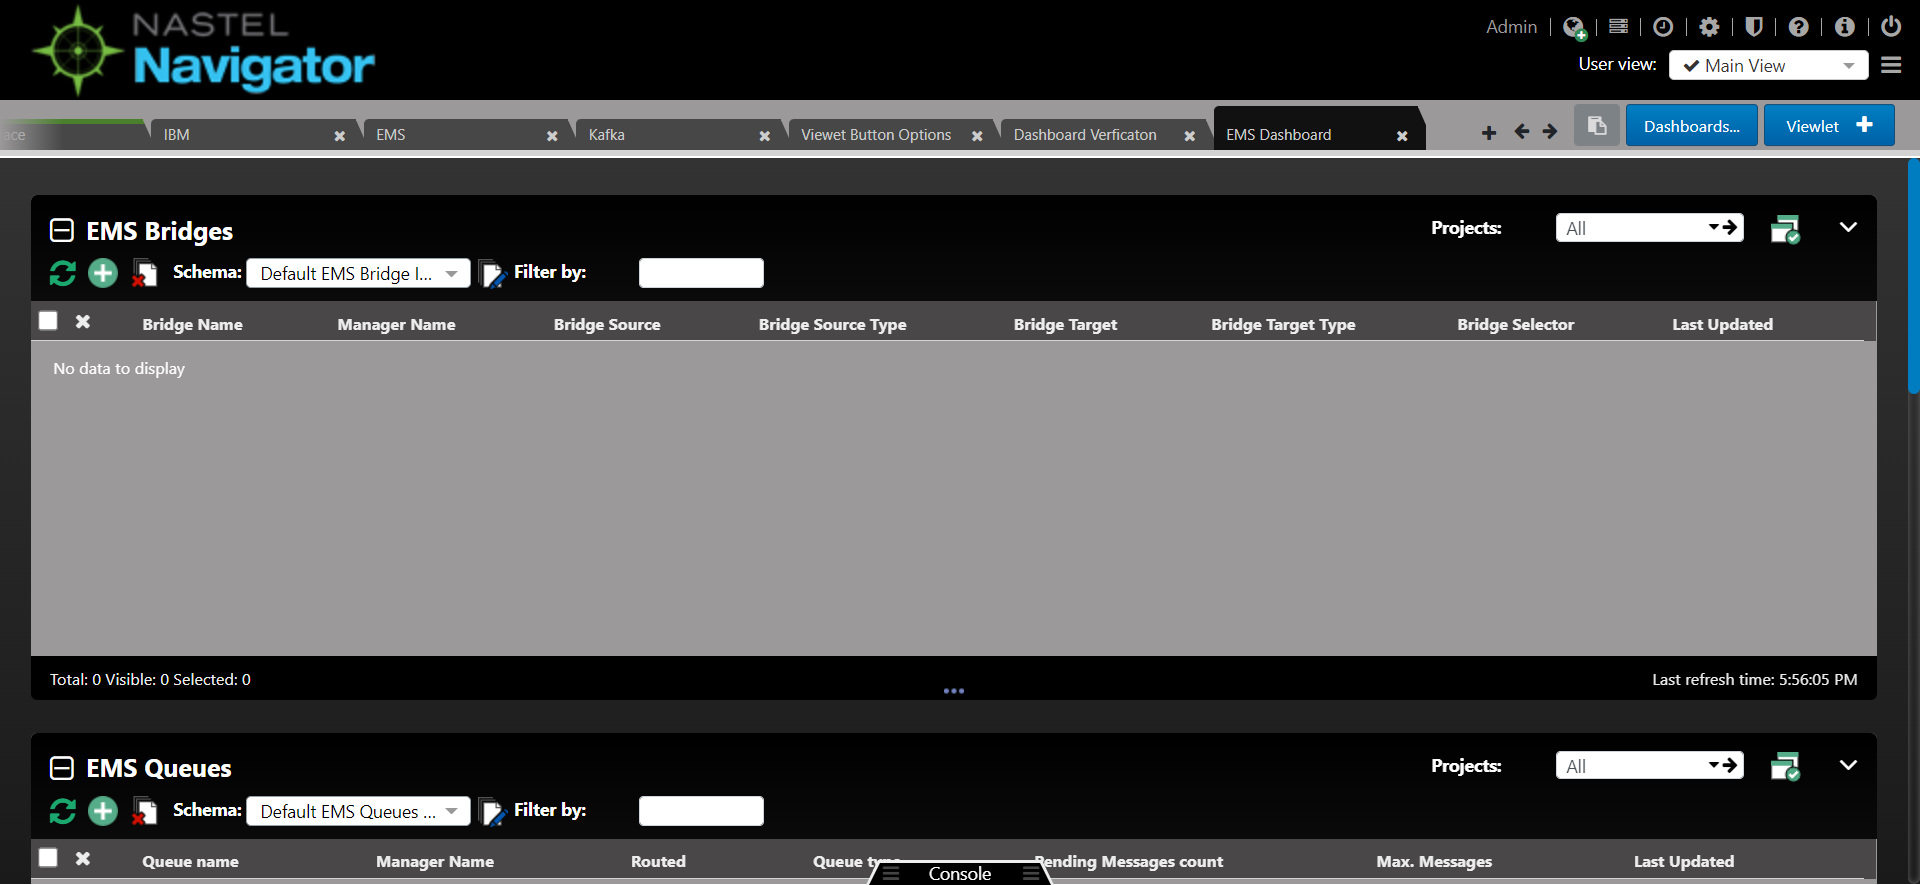 NASTEL
Navigator
Admin
User view: Main View
ace IBM EMS Kafka Viewet Button Options Dashboard Verficaton EMS Dashboard Dashboards... Viewlet
EMS Bridges Projects: All
Schema: Default EMS Bridge I... Filter by:
Bridge Name Manager Name Bridge Source Bridge Source Type Bridge Target Bridge Target Type Bridge Selector Last Updated
No data to display
Total: 0 Visible: 0 Selected: 0 Last refresh time: 5:56:05 PM
EMS Queues Projects: All
Schema: Default EMS Queues ... Filter by:
Queue name Manager Name Routed Queue type Pending Messages count Max. Messages Last Updated
Console